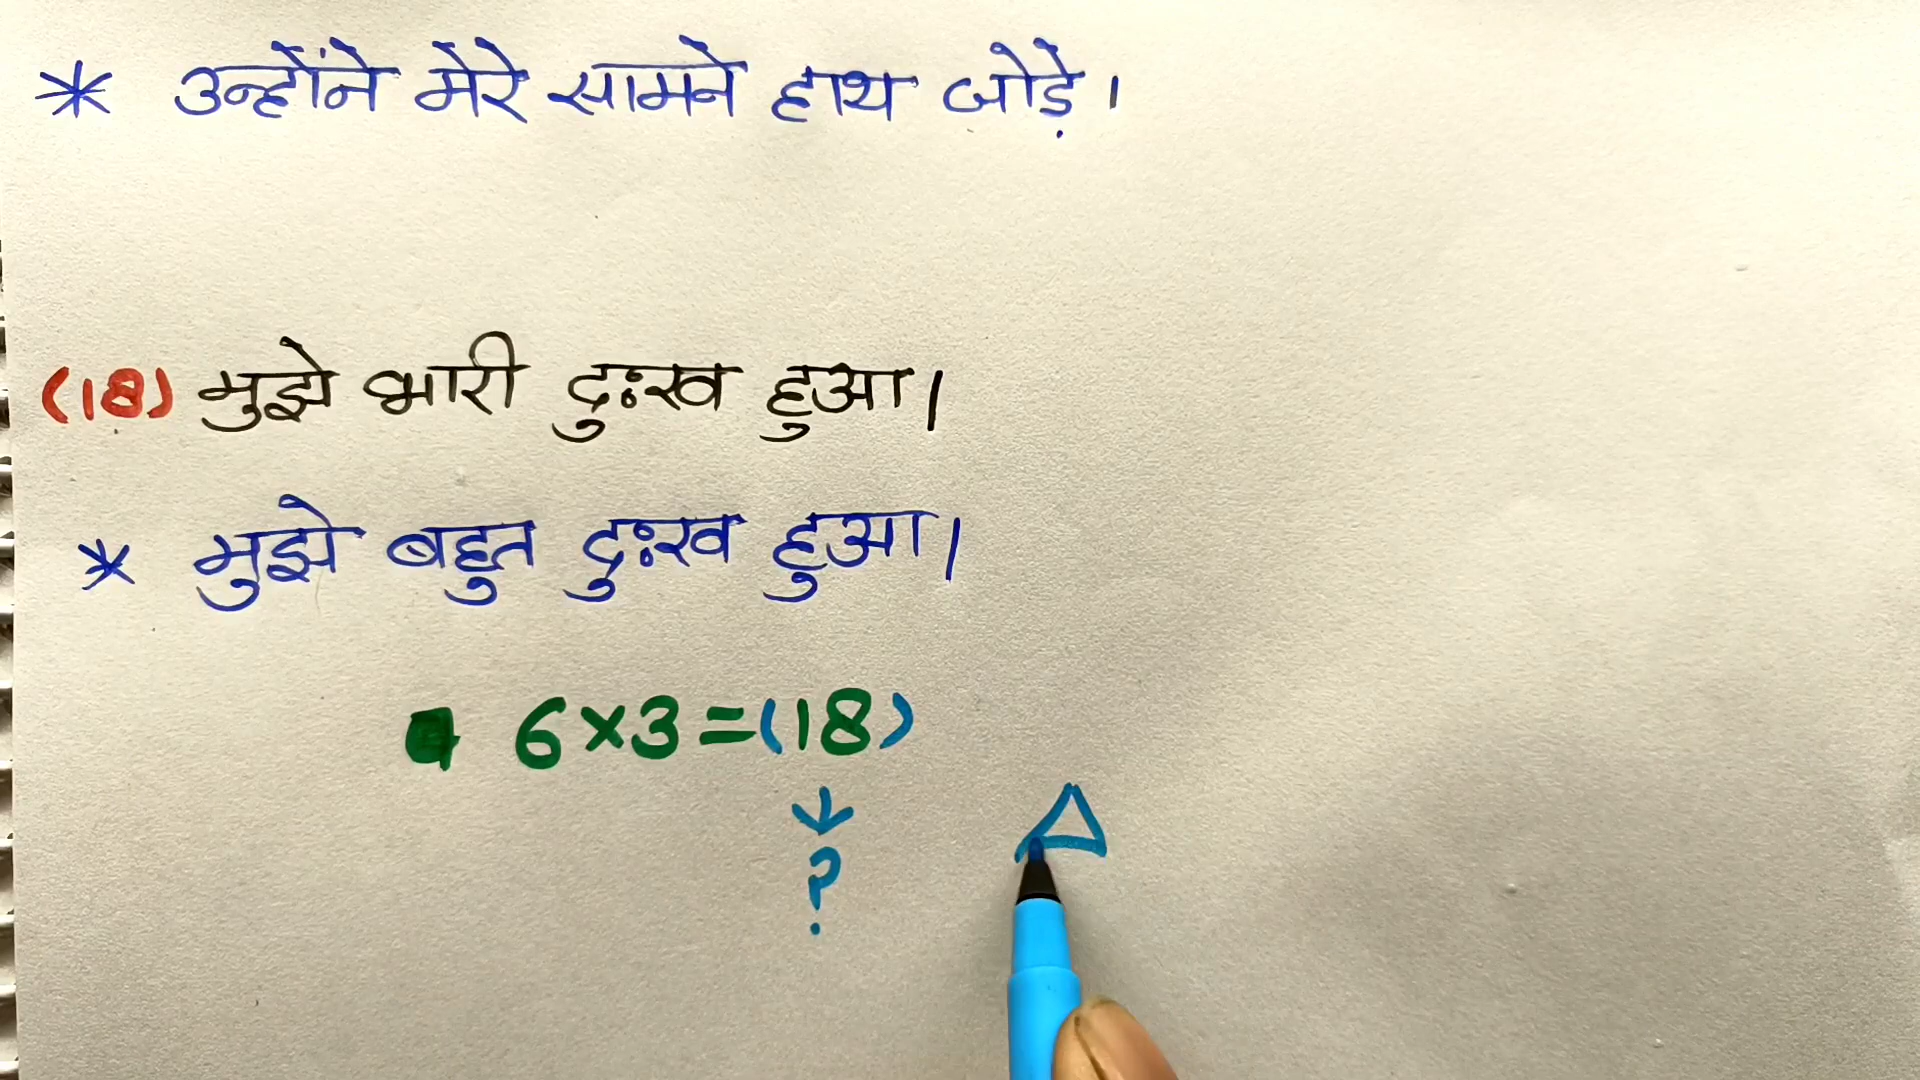 * उन्होंने मेरे सामने हाथ जोड़े।
(18) मुझे भारी दुःख हुआ।
* मुझे बहुत दुःख हुआ।
6×3=(18)
?